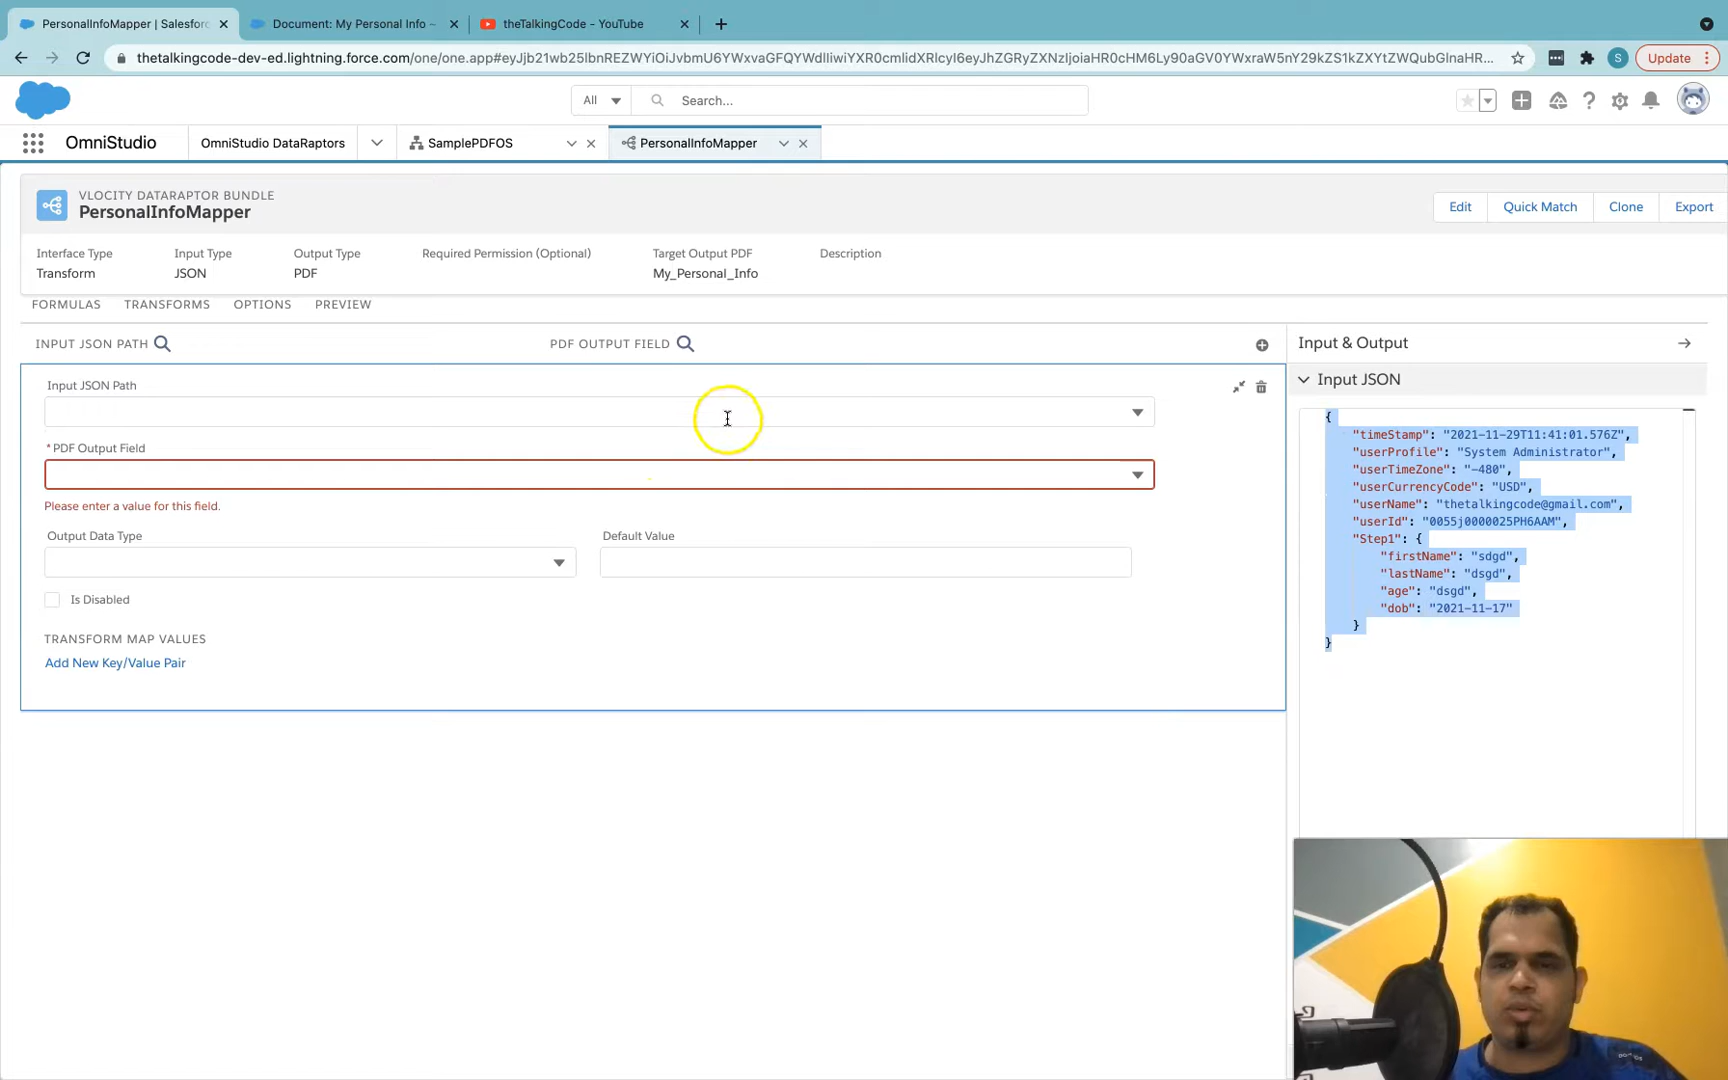 PersonalInfoMapper | Salesforc
Document: My Personal Info –
theTalkingCode - YouTube
thetalkingcode-dev-ed.lightning.force.com/one/one.app#eyJjb21wb25lbnREZWYiOiJvbmU6YWxvaGFQYWdlIiwiYXR0cmlidXRlcyI6eyJhZGRyZXNzIjoiaHR0cHM6Ly90aGV0YWxraW5nY29kZS1kZXYtZWQubGlnaHR...
S
Update
All
Search...
OmniStudio
OmniStudio DataRaptors
SamplePDFOS
PersonalInfoMapper
VLOCITY DATARAPTOR BUNDLE
PersonalInfoMapper
Edit
Quick Match
Clone
Export
Interface Type
Input Type
Output Type
Required Permission (Optional)
Target Output PDF
Description
Transform
JSON
PDF
My_Personal_Info
FORMULAS
TRANSFORMS
OPTIONS
PREVIEW
INPUT JSON PATH
PDF OUTPUT FIELD
Input & Output
Input JSON Path
Input JSON
* PDF Output Field
Please enter a value for this field.
Output Data Type
Default Value
Is Disabled
TRANSFORM MAP VALUES
Add New Key/Value Pair
{
"timeStamp": "2021-11-29T11:41:01.576Z",
"userProfile": "System Administrator",
"userTimeZone": "-480",
"userCurrencyCode": "USD",
"userName": "thetalkingcode@gmail.com",
"userId": "0055j0000025PH6AAM",
"Step1": {
"firstName": "sdgd",
"lastName": "dsgd",
"age": "dsgd",
"dob": "2021-11-17"
}
}